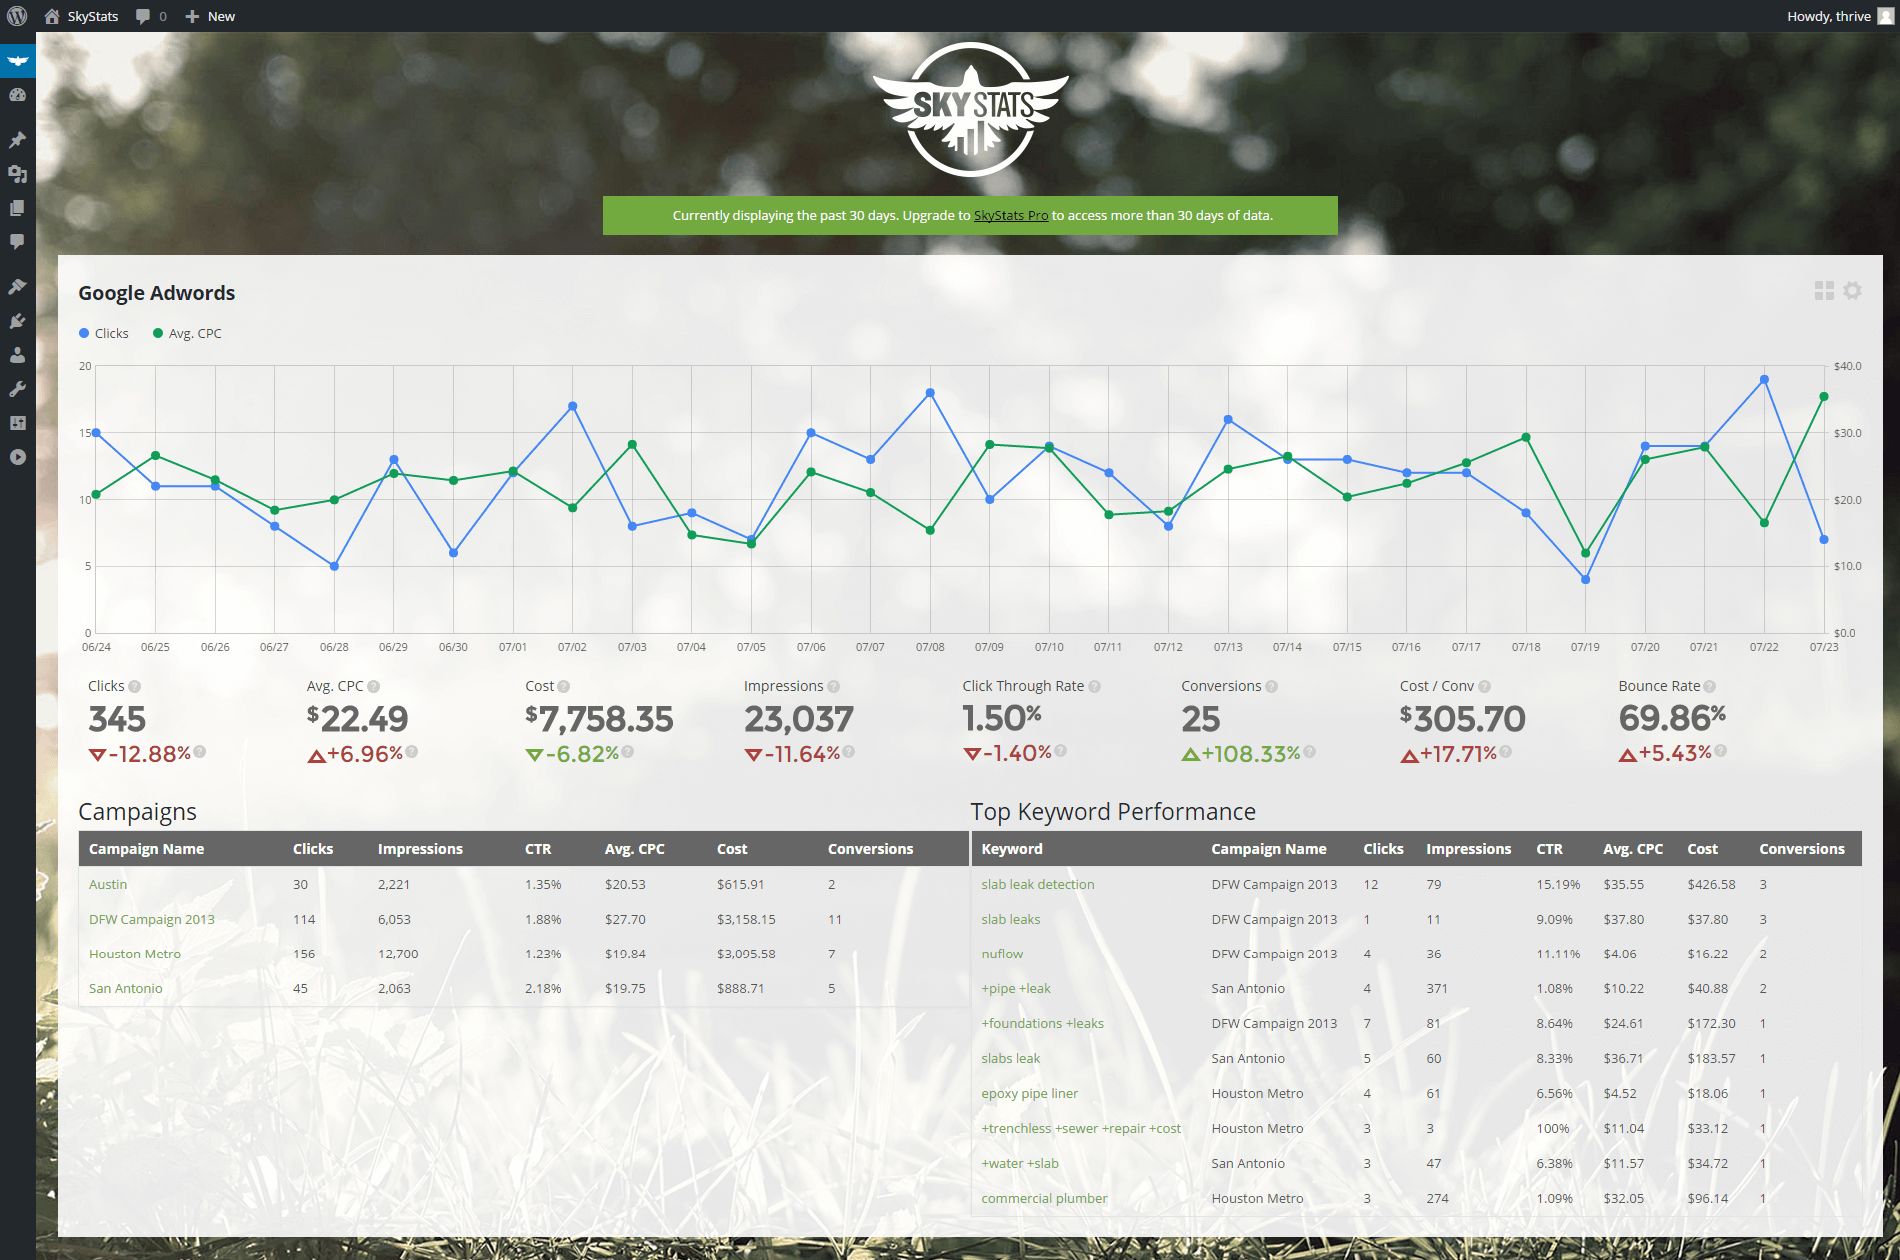 SkyStats 0 New Howdy, thrive
SKY STATS
Currently displaying the past 30 days. Upgrade to SkyStats Pro to access more than 30 days of data.
Google Adwords
Clicks Avg. CPC
20 $40.0
15 $30.0
10 $20.0
5 $10.0
0 $0.0
06/24 06/25 06/26 06/27 06/28 06/29 06/30 07/01 07/02 07/03 07/04 07/05 07/06 07/07 07/08 07/09 07/10 07/11 07/12 07/13 07/14 07/15 07/16 07/17 07/18 07/19 07/20 07/21 07/22 07/23
Clicks Avg. CPC Cost Impressions Click Through Rate Conversions Cost / Conv Bounce Rate
345 $22.49 $7,758.35 23,037 1.50% 25 $305.70 69.86%
-12.88% +6.96% -6.82% -11.64% -1.40% +108.33% +17.71% +5.43%
Campaigns
Campaign Name Clicks Impressions CTR Avg. CPC Cost Conversions
Austin 30 2,221 1.35% $20.53 $615.91 2
DFW Campaign 2013 114 6,053 1.88% $27.70 $3,158.15 11
Houston Metro 156 12,700 1.23% $19.84 $3,095.58 7
San Antonio 45 2,063 2.18% $19.75 $888.71 5
Top Keyword Performance
Keyword Campaign Name Clicks Impressions CTR Avg. CPC Cost Conversions
slab leak detection DFW Campaign 2013 12 79 15.19% $35.55 $426.58 3
slab leaks DFW Campaign 2013 1 11 9.09% $37.80 $37.80 3
nuflow DFW Campaign 2013 4 36 11.11% $4.06 $16.22 2
+pipe +leak San Antonio 4 371 1.08% $10.22 $40.88 2
+foundations +leaks DFW Campaign 2013 7 81 8.64% $24.61 $172.30 1
slabs leak San Antonio 5 60 8.33% $36.71 $183.57 1
epoxy pipe liner Houston Metro 4 61 6.56% $4.52 $18.06 1
+trenchless +sewer +repair +cost Houston Metro 3 3 100% $11.04 $33.12 1
+water +slab San Antonio 3 47 6.38% $11.57 $34.72 1
commercial plumber Houston Metro 3 274 1.09% $32.05 $96.14 1